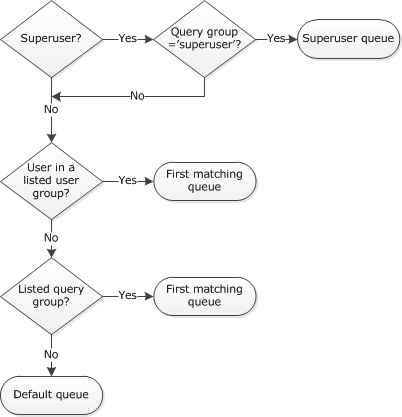 Superuser?
Yes
Query group
='superuser'?
Yes
Superuser queue
No
No
User in a
listed user
group?
Yes
First matching
queue
No
Listed query
group?
Yes
First matching
queue
No
Default queue